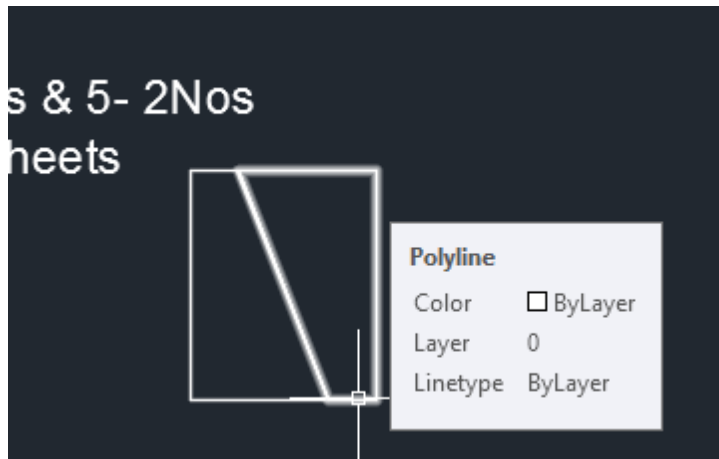 s & 5- 2Nos
heets
Polyline
Color ByLayer
Layer 0
Linetype ByLayer